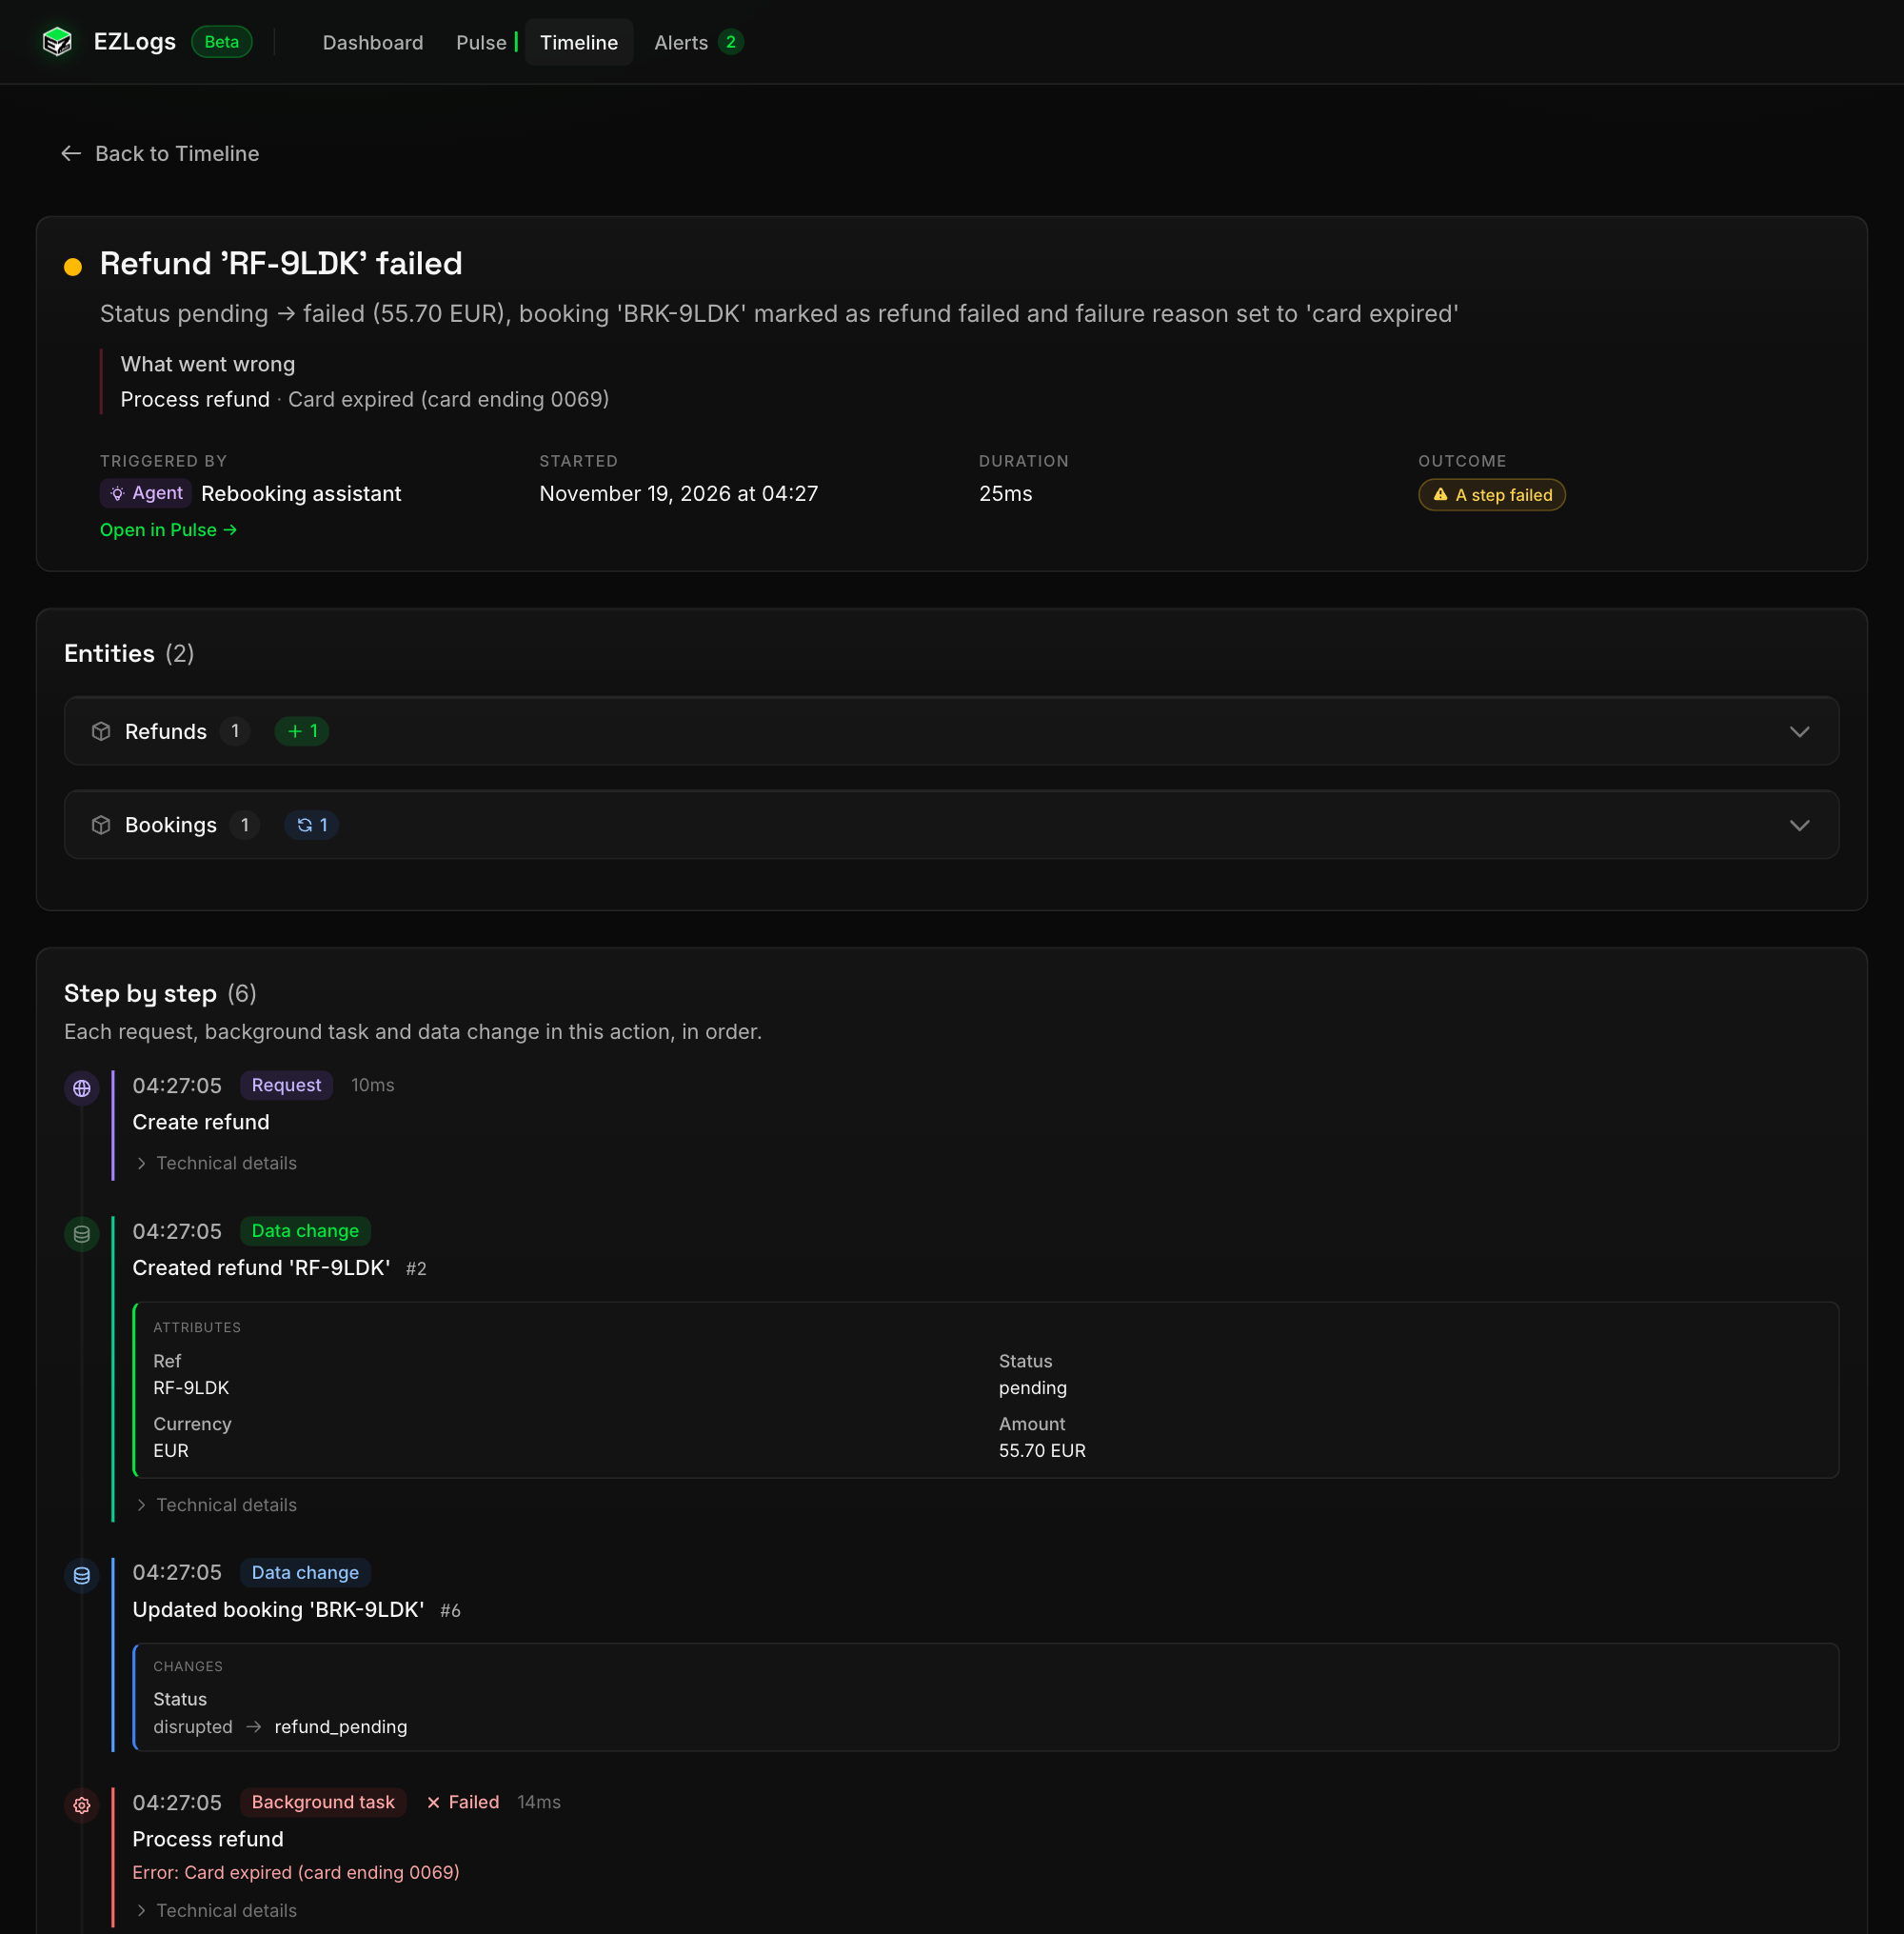 EZLogs Beta Dashboard Pulse Timeline Alerts 2
← Back to Timeline
Refund 'RF-9LDK' failed
Status pending → failed (55.70 EUR), booking 'BRK-9LDK' marked as refund failed and failure reason set to 'card expired'
What went wrong
Process refund · Card expired (card ending 0069)
TRIGGERED BY STARTED DURATION OUTCOME
Agent Rebooking assistant November 19, 2026 at 04:27 25ms A step failed
Open in Pulse →
Entities (2)
Refunds 1 + 1
Bookings 1 1
Step by step (6)
Each request, background task and data change in this action, in order.
04:27:05 Request 10ms
Create refund
Technical details
04:27:05 Data change
Created refund 'RF-9LDK' #2
ATTRIBUTES
Ref Status
RF-9LDK pending
Currency Amount
EUR 55.70 EUR
Technical details
04:27:05 Data change
Updated booking 'BRK-9LDK' #6
CHANGES
Status
disrupted → refund_pending
04:27:05 Background task × Failed 14ms
Process refund
Error: Card expired (card ending 0069)
Technical details